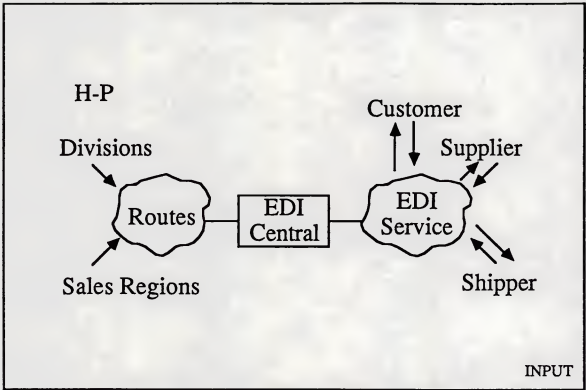 H-P
Customer
Divisions
Supplier
Routes
EDI
Central
EDI
Service
Sales Regions
Shipper
INPUT